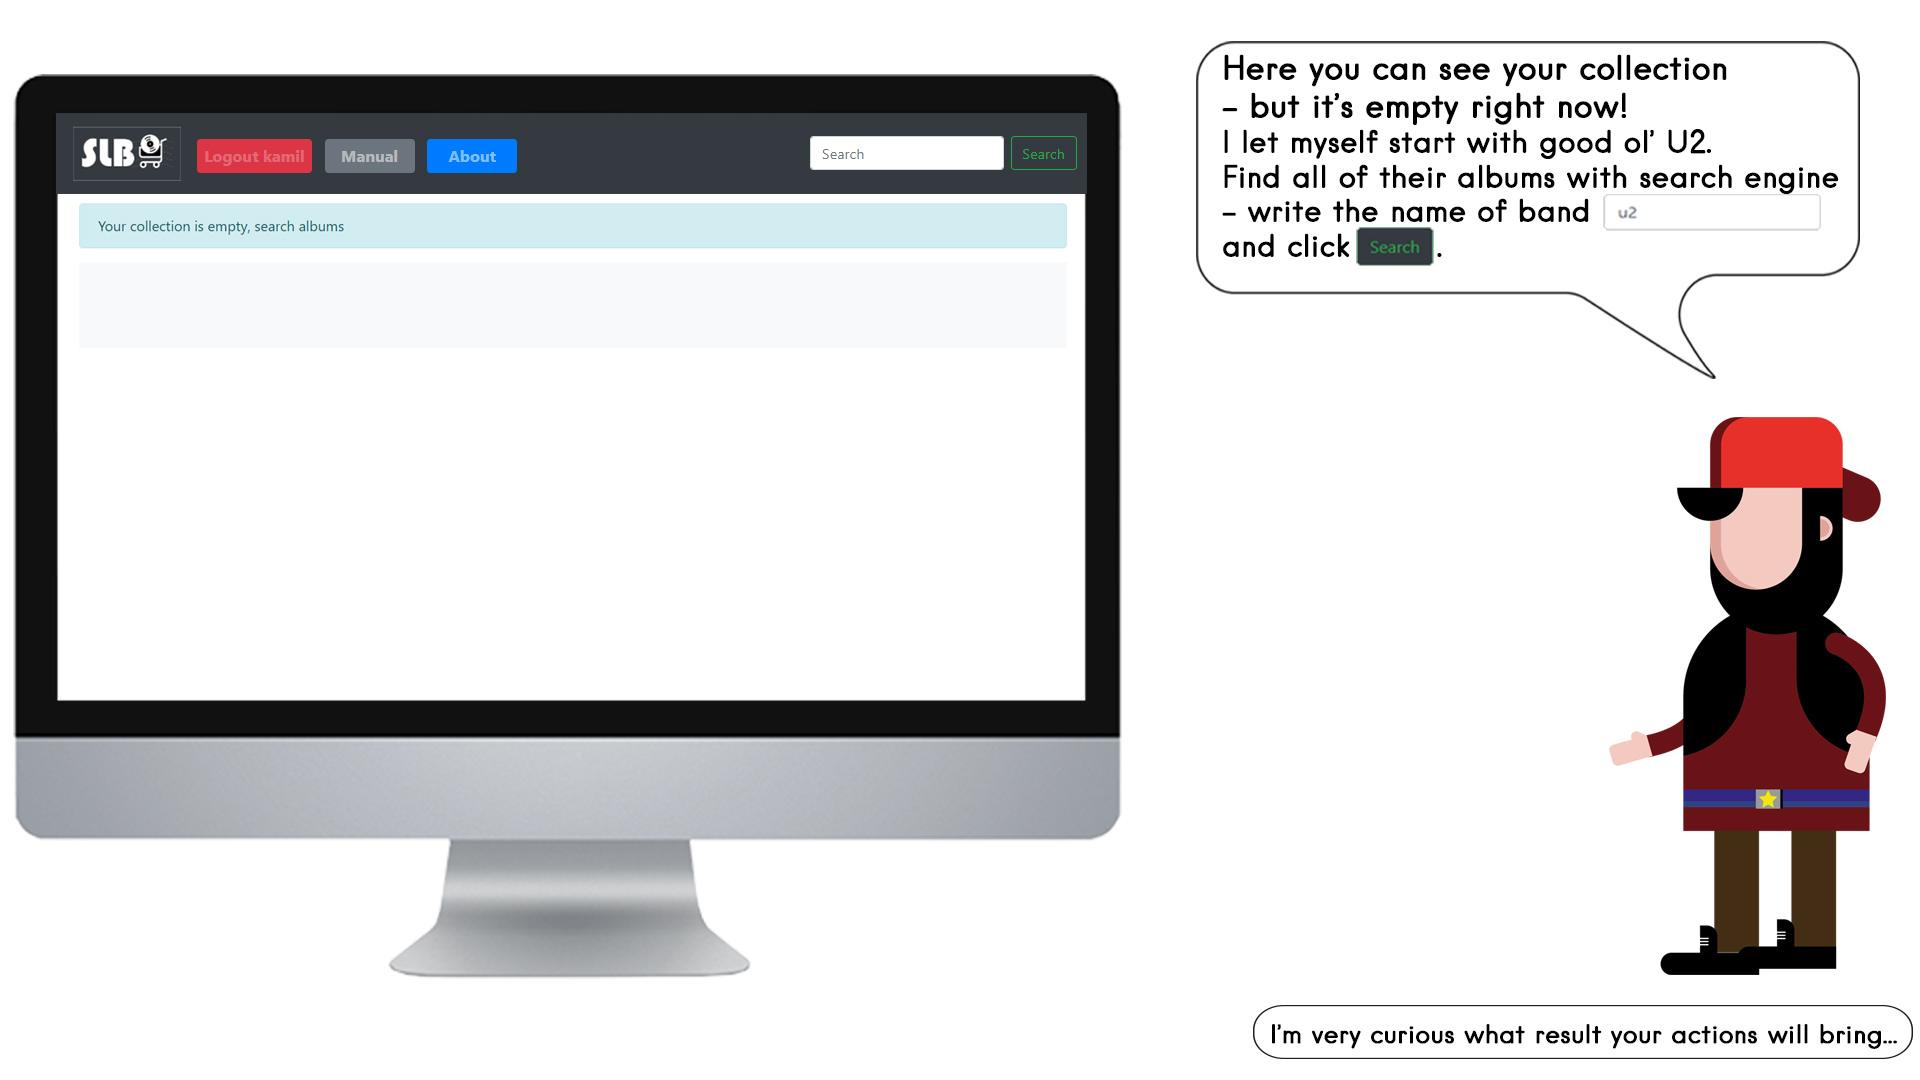 SLB
Logout kamil
Manual
About
Search
Search
Your collection is empty, search albums
Here you can see your collection
– but it's empty right now!
I let myself start with good ol' U2.
Find all of their albums with search engine
– write the name of band u2
and click Search .
I'm very curious what result your actions will bring...